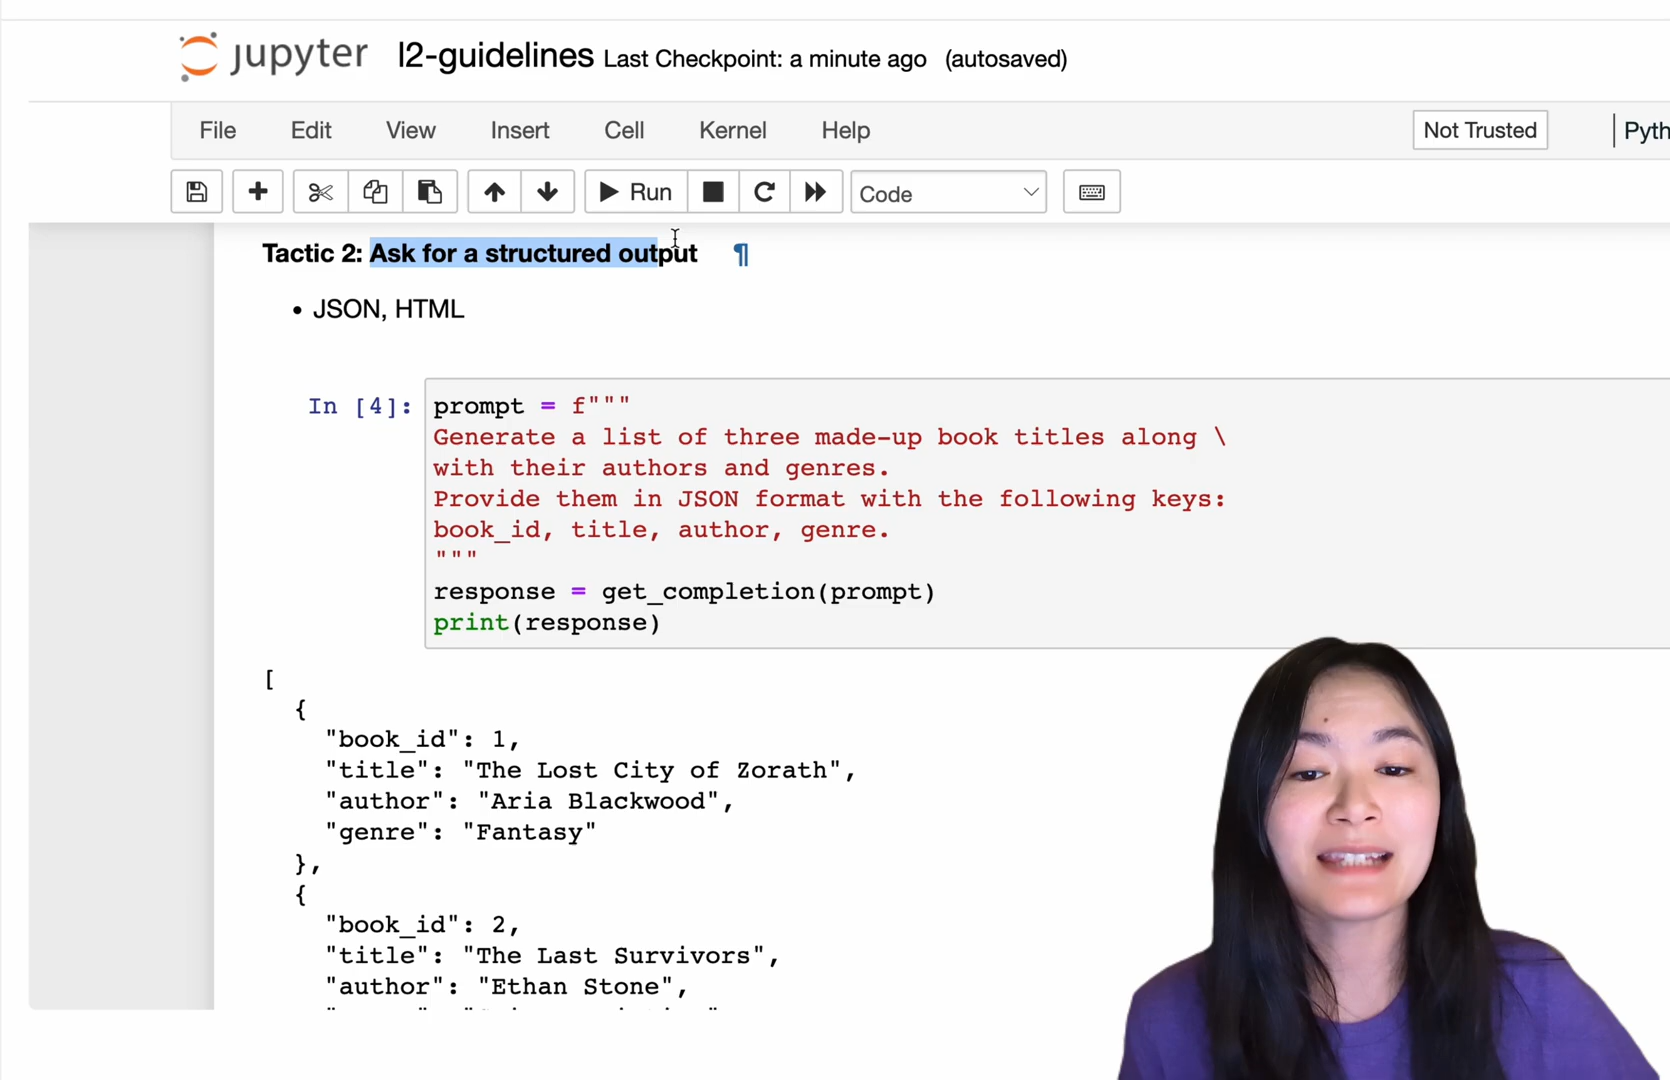 jupyter l2-guidelines Last Checkpoint: a minute ago (autosaved)
File Edit View Insert Cell Kernel Help Not Trusted
Run Code
Tactic 2: Ask for a structured output ¶
• JSON, HTML
In [4]: prompt = f"""
Generate a list of three made-up book titles along \
with their authors and genres.
Provide them in JSON format with the following keys:
book_id, title, author, genre.
"""
response = get_completion(prompt)
print(response)
[
{
"book_id": 1,
"title": "The Lost City of Zorath",
"author": "Aria Blackwood",
"genre": "Fantasy"
},
{
"book_id": 2,
"title": "The Last Survivors",
"author": "Ethan Stone",